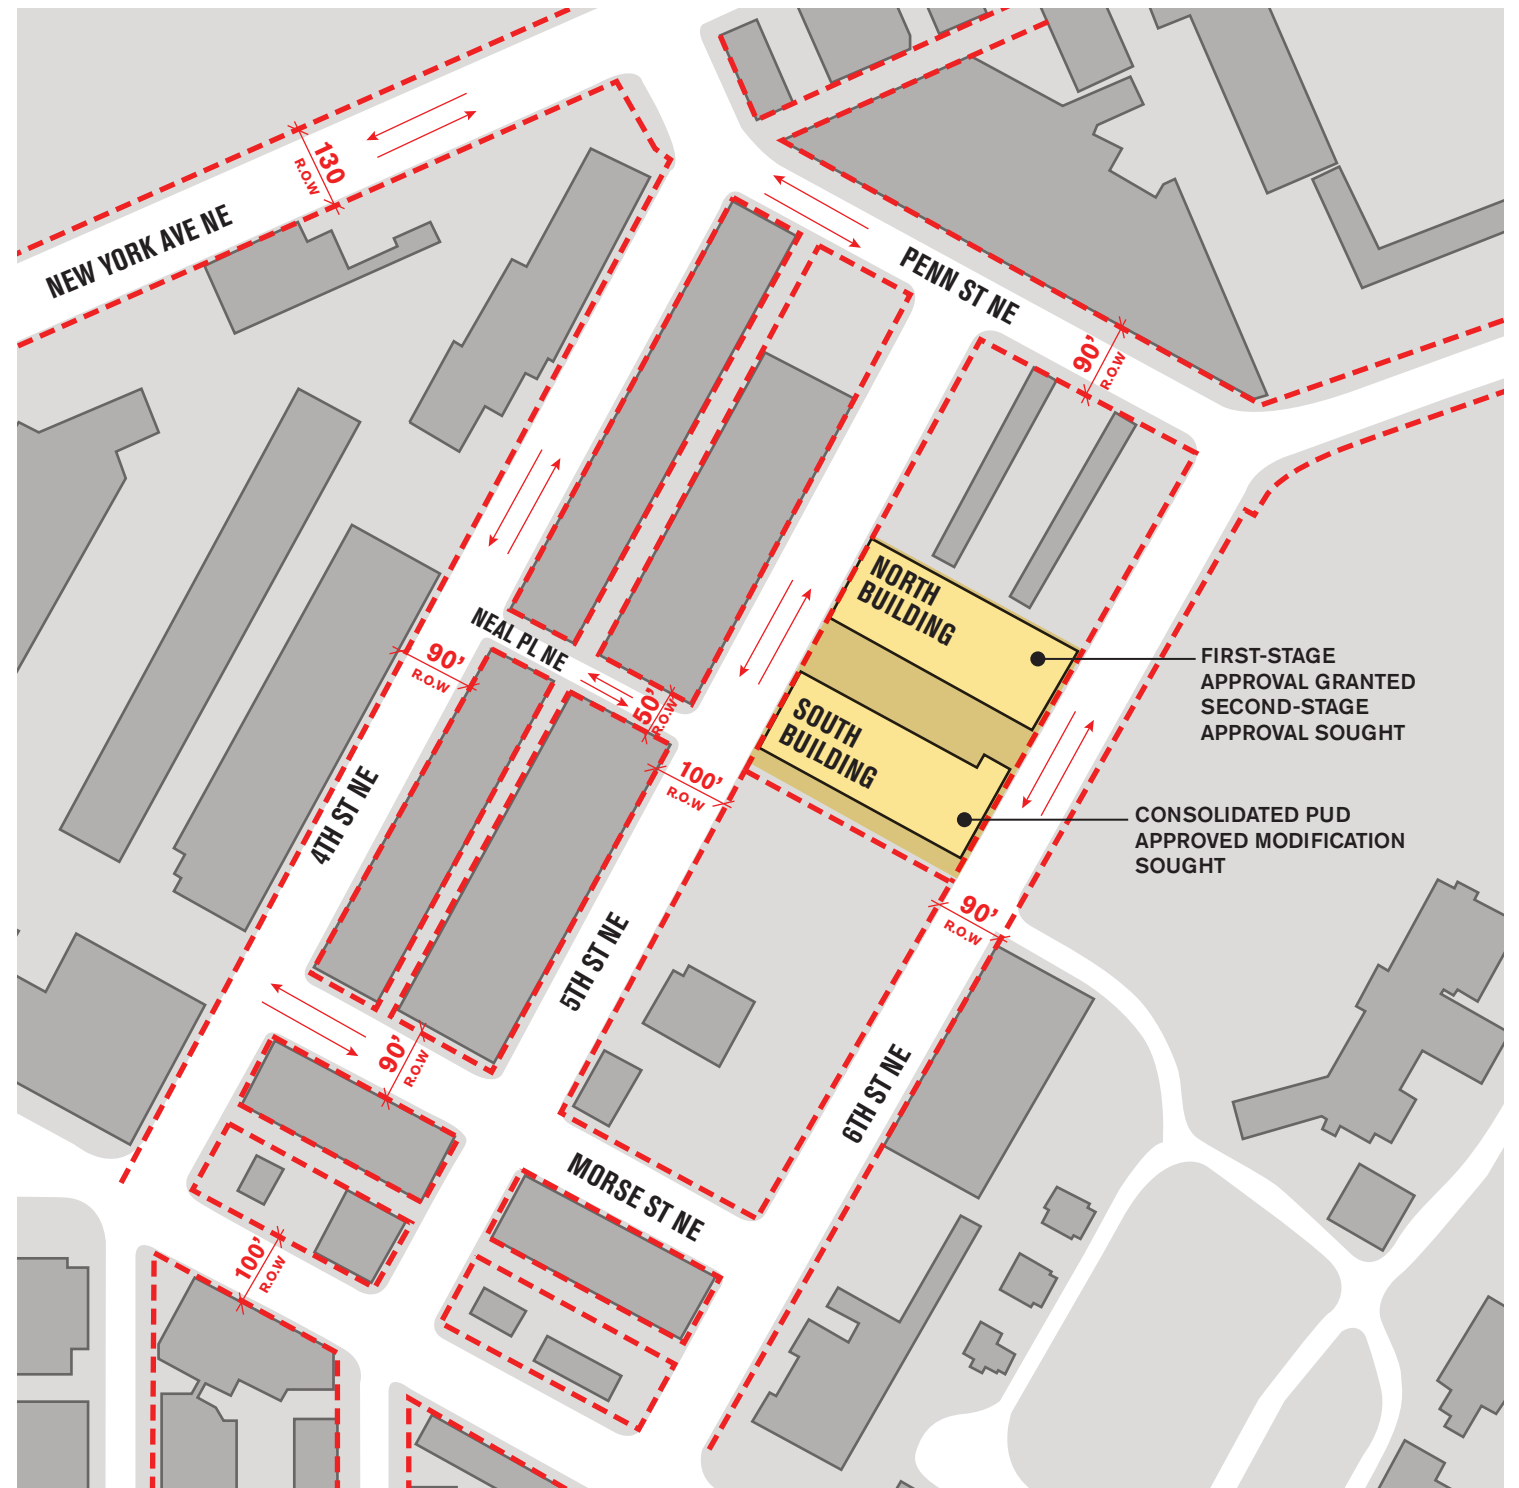 130
R.O.W
NEW YORK AVE NE
PENN ST NE
90’
R.O.W
NORTH
BUILDING
NEAL PL NE
90’
R.O.W
50’
R.O.W
FIRST-STAGE
APPROVAL GRANTED
SECOND-STAGE
APPROVAL SOUGHT
SOUTH
BUILDING
100’
R.O.W
4TH ST NE
CONSOLIDATED PUD
APPROVED MODIFICATION
SOUGHT
90’
R.O.W
5TH ST NE
90’
R.O.W
6TH ST NE
MORSE ST NE
100’
R.O.W